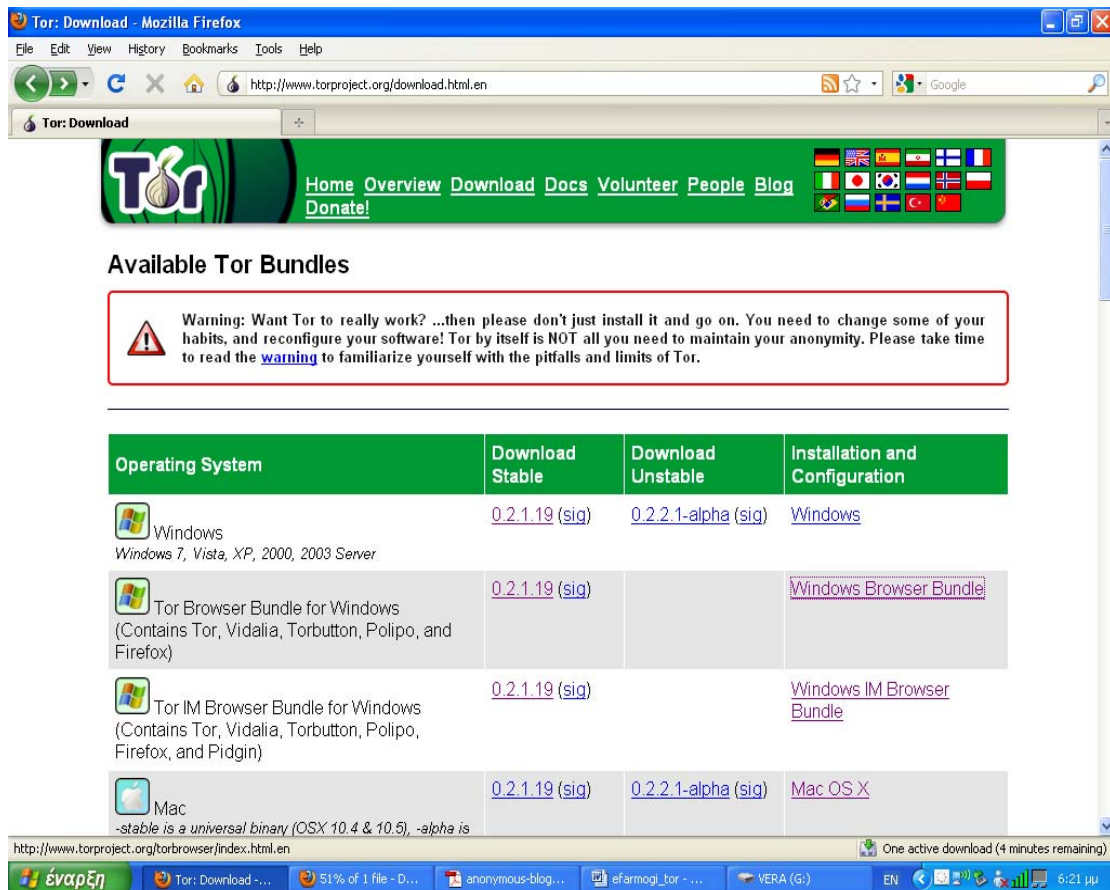 Tor: Download - Mozilla Firefox
File Edit View History Bookmarks Tools Help
http://www.torproject.org/download.html.en
Google
Tor: Download
Tor
Home Overview Download Docs Volunteer People Blog
Donate!
Available Tor Bundles
Warning: Want Tor to really work? ...then please don't just install it and go on. You need to change some of your
habits, and reconfigure your software! Tor by itself is NOT all you need to maintain your anonymity. Please take time
to read the warning to familiarize yourself with the pitfalls and limits of Tor.
Operating System
Download
Stable
Download
Unstable
Installation and
Configuration
Windows
Windows 7, Vista, XP, 2000, 2003 Server
0.2.1.19 (sig)
0.2.2.1-alpha (sig)
Windows
Tor Browser Bundle for Windows
(Contains Tor, Vidalia, Torbutton, Polipo, and
Firefox)
0.2.1.19 (sig)
Windows Browser Bundle
Tor IM Browser Bundle for Windows
(Contains Tor, Vidalia, Torbutton, Polipo,
Firefox, and Pidgin)
0.2.1.19 (sig)
Windows IM Browser
Bundle
Mac
-stable is a universal binary (OSX 10.4 & 10.5), -alpha is
0.2.1.19 (sig)
0.2.2.1-alpha (sig)
Mac OS X
http://www.torproject.org/torbrowser/index.html.en
One active download (4 minutes remaining)
έναρξη
Tor: Download -...
51% of 1 file - D...
anonymous-blog...
efarmogi_tor - ...
VERA (G:)
EN
6:21 μμ